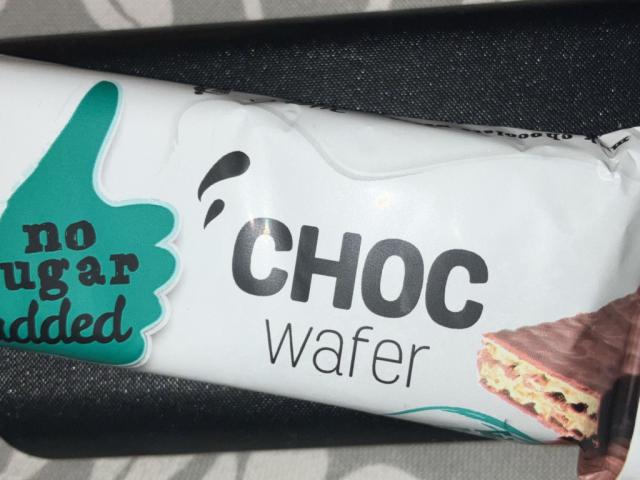 no
ugar
added
CHOC
wafer